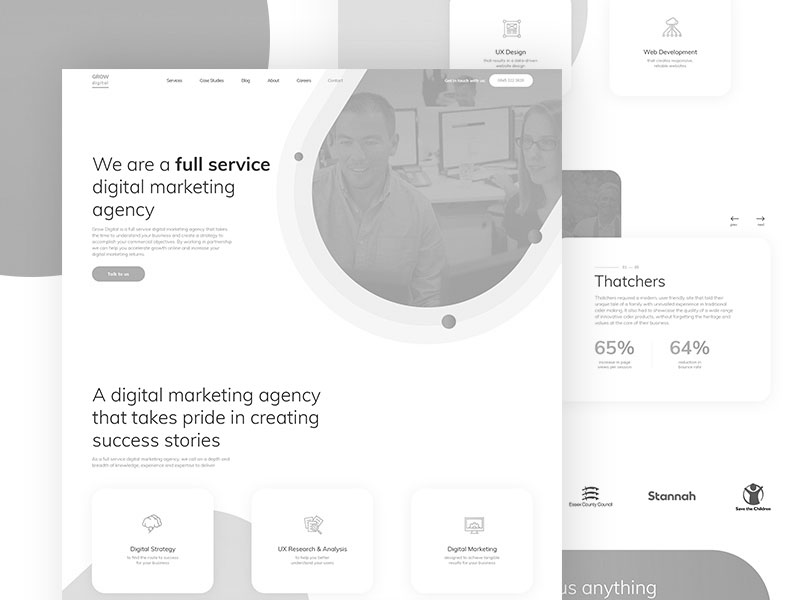 UX Design
that results in a data driven
website design
Web Development
that creates responsive,
reliable websites
GROW
digital
Services
Case Studies
Blog
About
Careers
Contact
Get in touch with us
We are a full service
digital marketing
agency
Grow Digital is a full service digital marketing agency that takes
the time to understand your business and create a strategy to
accomplish your commercial objectives. By working in partnership
we can help you accelerate growth online and increase your
digital marketing returns.
Talk to us
prev
next
01 — 05
Thatchers
Thatchers required a modern, user friendly site that told their
unique tale of a family with unrivalled experience in traditional
cider making. It also had to showcase the quality of a wide range
of innovative cider products, without forgetting the heritage and
values at the core of their business.
65%
increase in page
views per session
64%
reduction in
bounce rate
A digital marketing agency
that takes pride in creating
success stories
As a full service digital marketing agency, we call on a depth and
breadth of knowledge, experience and expertise to deliver
Digital Strategy
to find the route to success
for your business
UX Research & Analysis
to help you better
understand your users
Digital Marketing
designed to achieve tangible
results for your business
Essex County Council
Stannah
Save the Children
us anything